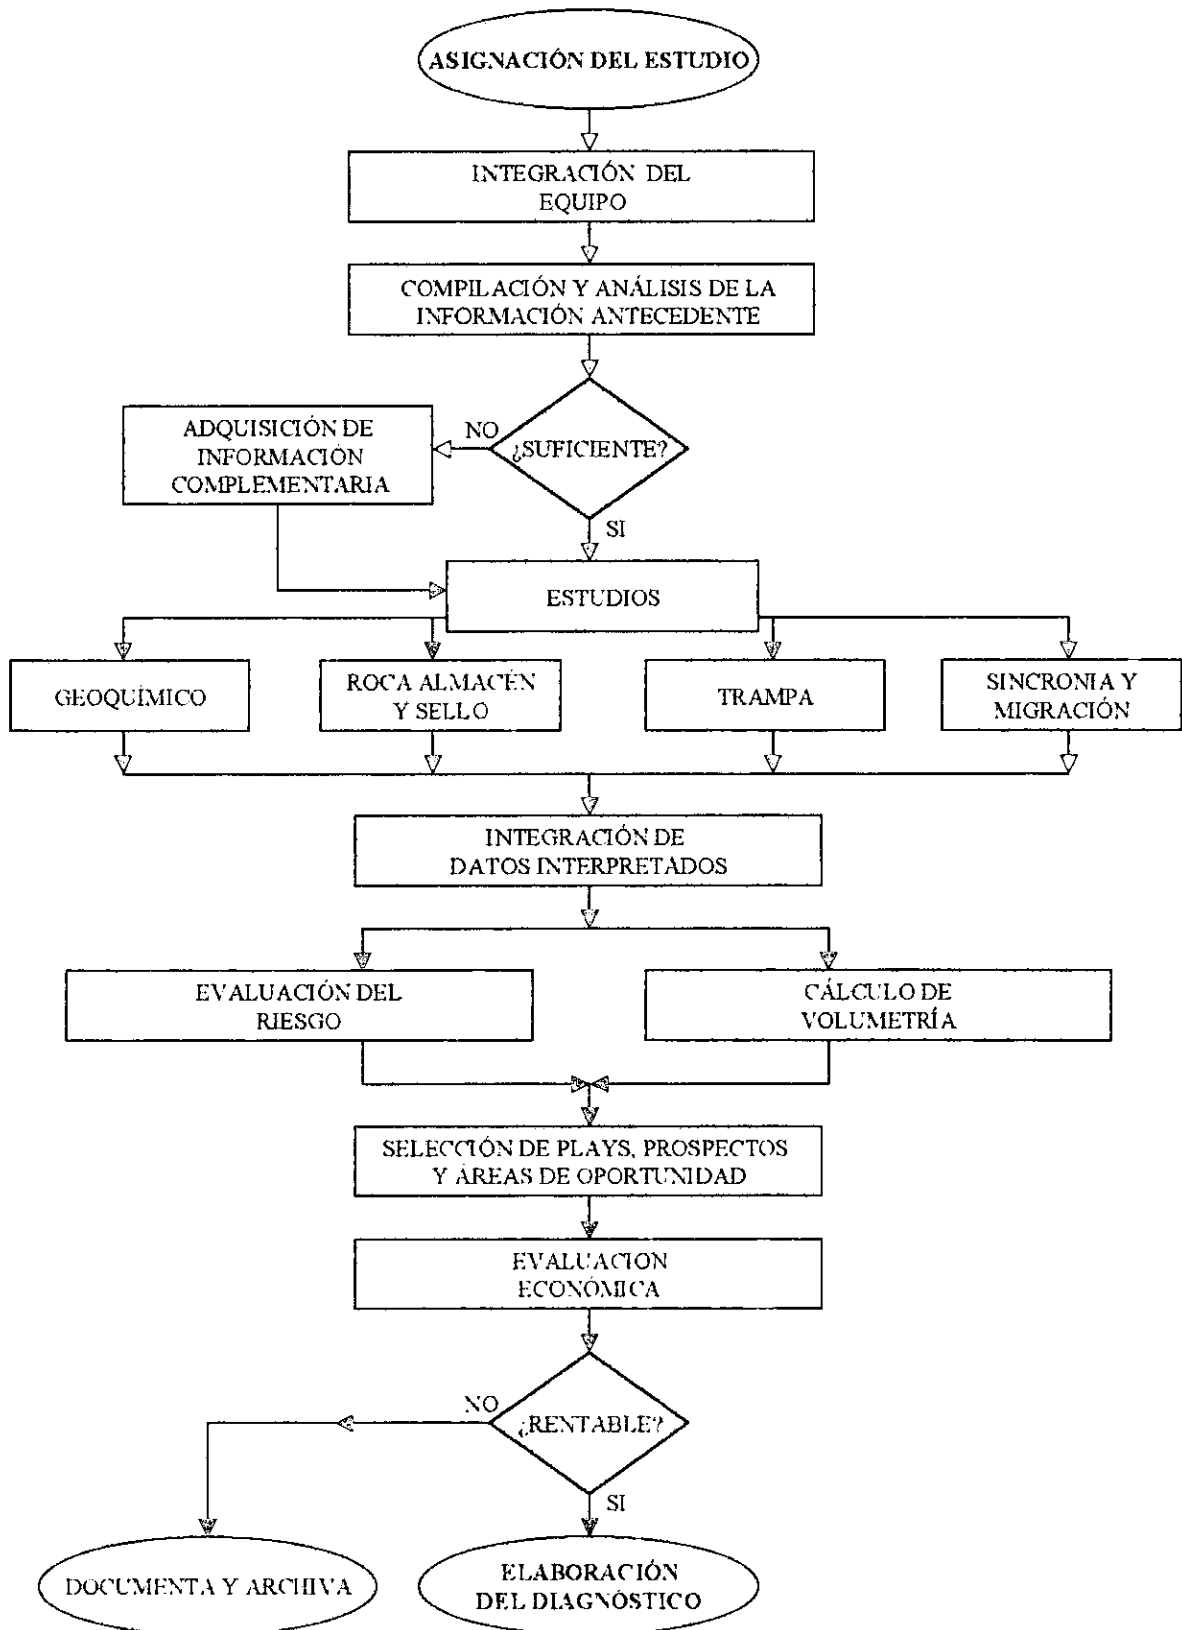 ASIGNACIÓN DEL ESTUDIO
INTEGRACIÓN DEL
EQUIPO
COMPILACIÓN Y ANÁLISIS DE LA
INFORMACIÓN ANTECEDENTE
¿SUFICIENTE?
NO
ADQUISICIÓN DE
INFORMACIÓN
COMPLEMENTARIA
SI
ESTUDIOS
GEOQUÍMICO
ROCA ALMACÉN
Y SELLO
TRAMPA
SINCRONIA Y
MIGRACIÓN
INTEGRACIÓN DE
DATOS INTERPRETADOS
EVALUACIÓN DEL
RIESGO
CÁLCULO DE
VOLUMETRÍA
SELECCIÓN DE PLAYS, PROSPECTOS
Y ÁREAS DE OPORTUNIDAD
EVALUACION
ECONÓMICA
¿RENTABLE?
NO
SI
DOCUMENTA Y ARCHIVA
ELABORACIÓN
DEL DIAGNÓSTICO